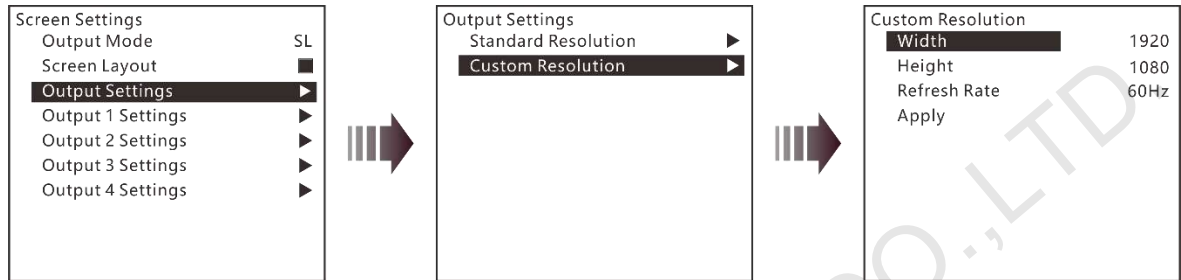 Screen Settings
Output Mode SL
Screen Layout
Output Settings
Output 1 Settings
Output 2 Settings
Output 3 Settings
Output 4 Settings
Output Settings
Standard Resolution
Custom Resolution
Custom Resolution
Width 1920
Height 1080
Refresh Rate 60Hz
Apply
O.,LTD